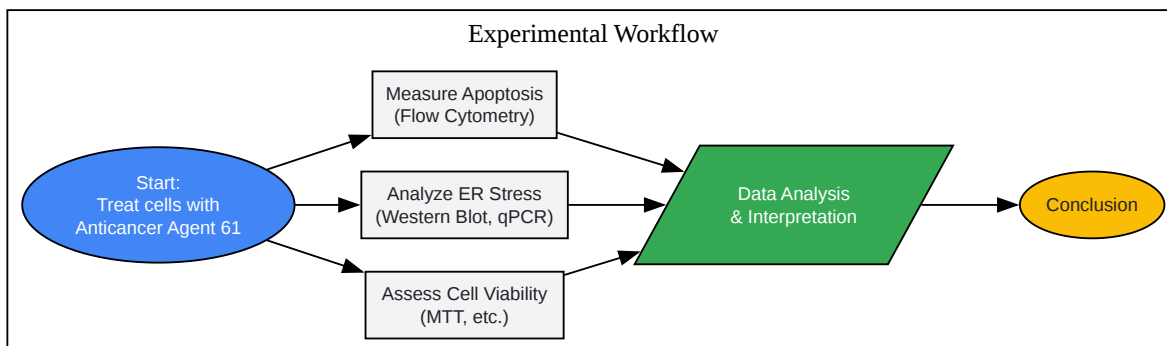 Experimental Workflow
Start:
Treat cells with
Anticancer Agent 61
Measure Apoptosis
(Flow Cytometry)
Analyze ER Stress
(Western Blot, qPCR)
Assess Cell Viability
(MTT, etc.)
Data Analysis
& Interpretation
Conclusion